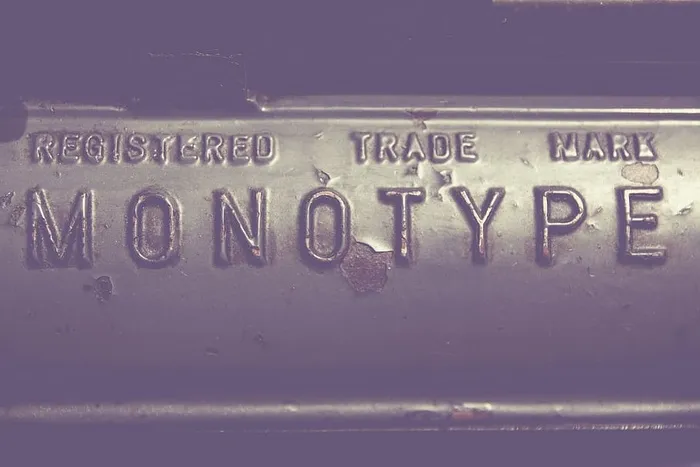 REGISTERED TRADE MARK
MONOTYPE